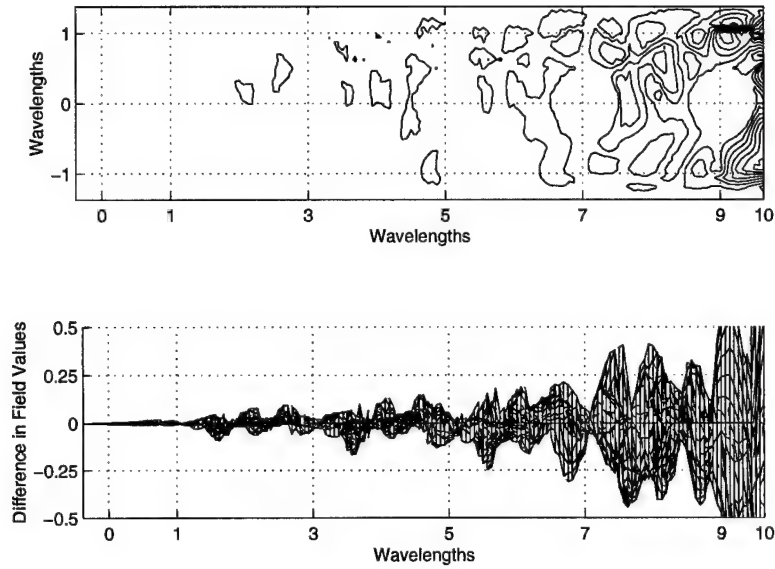 1
0
−1
Wavelengths
0 1 3 5 7 9 10
Wavelengths
0.5
0.25
0
−0.25
−0.5
Difference in Field Values
0 1 3 5 7 9 10
Wavelengths